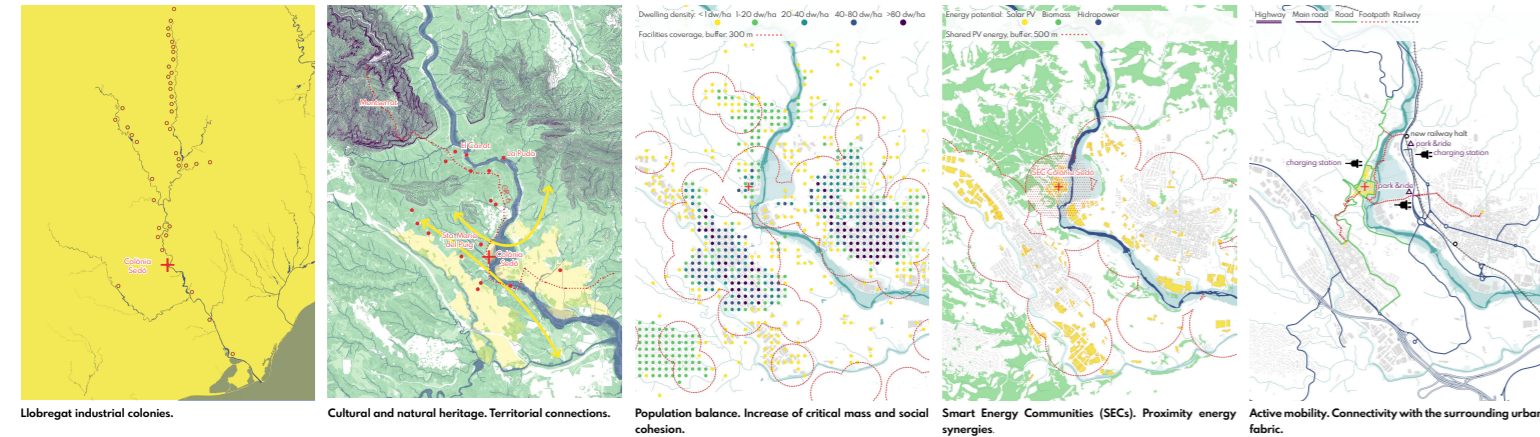 Colònia
Sedó
Llobregat industrial colonies.
Montserrat
El Cairat
La Puda
Sta. Maria
del Puig
Colònia
Sedó
Cultural and natural heritage. Territorial connections.
Dwelling density: <1dw/ha 1-20 dw/ha 20-40 dw/ha 40-80 dw/ha >80 dw/ha
Facilities coverage, buffer: 300 m
Population balance. Increase of critical mass and social
cohesion.
Energy potential: Solar PV Biomass Hidropower
Shared PV energy, buffer: 500 m
SEC Colònia Sedó
Smart Energy Communities (SECs). Proximity energy
synergies.
Highway Main road Road Footpath Railway
new railway halt
park &ride
charging station
charging station
park &ride
Active mobility. Connectivity with the surrounding urban
fabric.